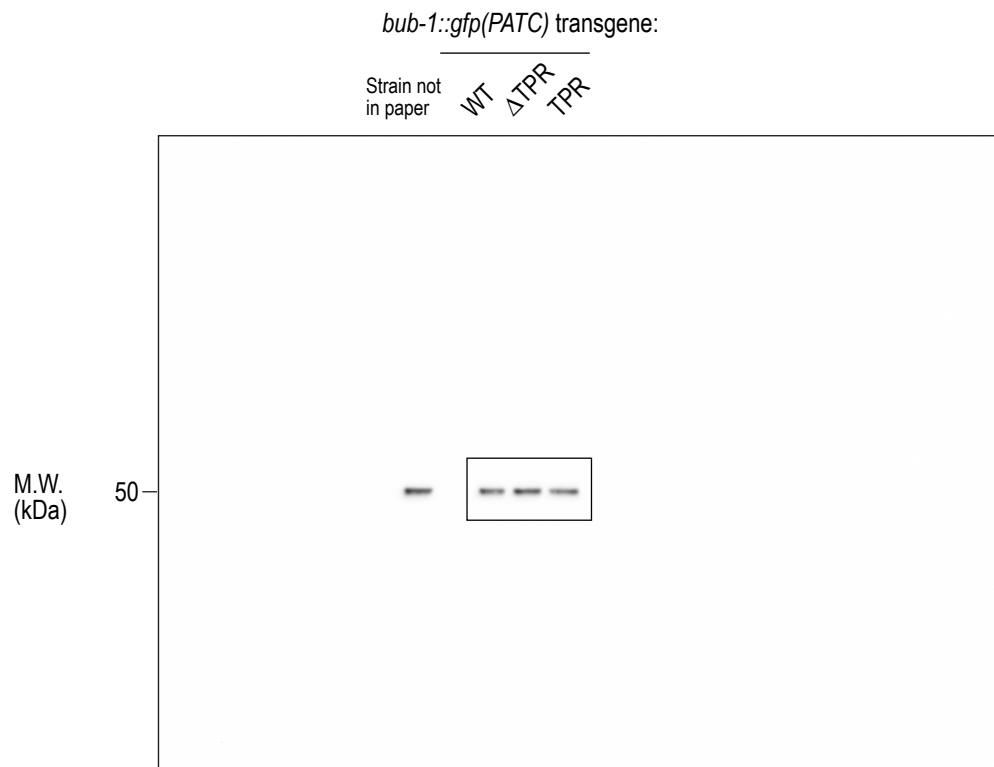 bub-1::gfp(PATC) transgene:
Strain not
in paper
WT
ΔTPR
TPR
M.W.
(kDa)
50